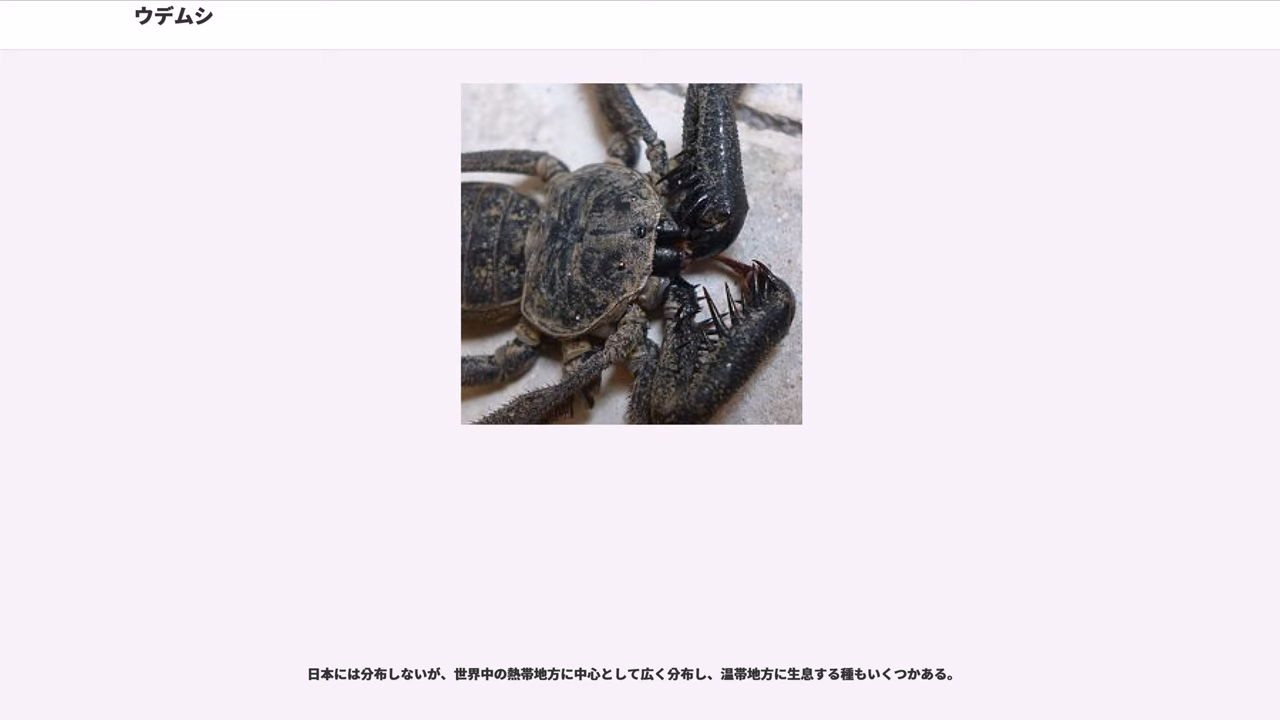 ウデムシ
日本には分布しないが、世界中の熱帯地方に中心として広く分布し、温帯地方に生息する種もいくつかある。